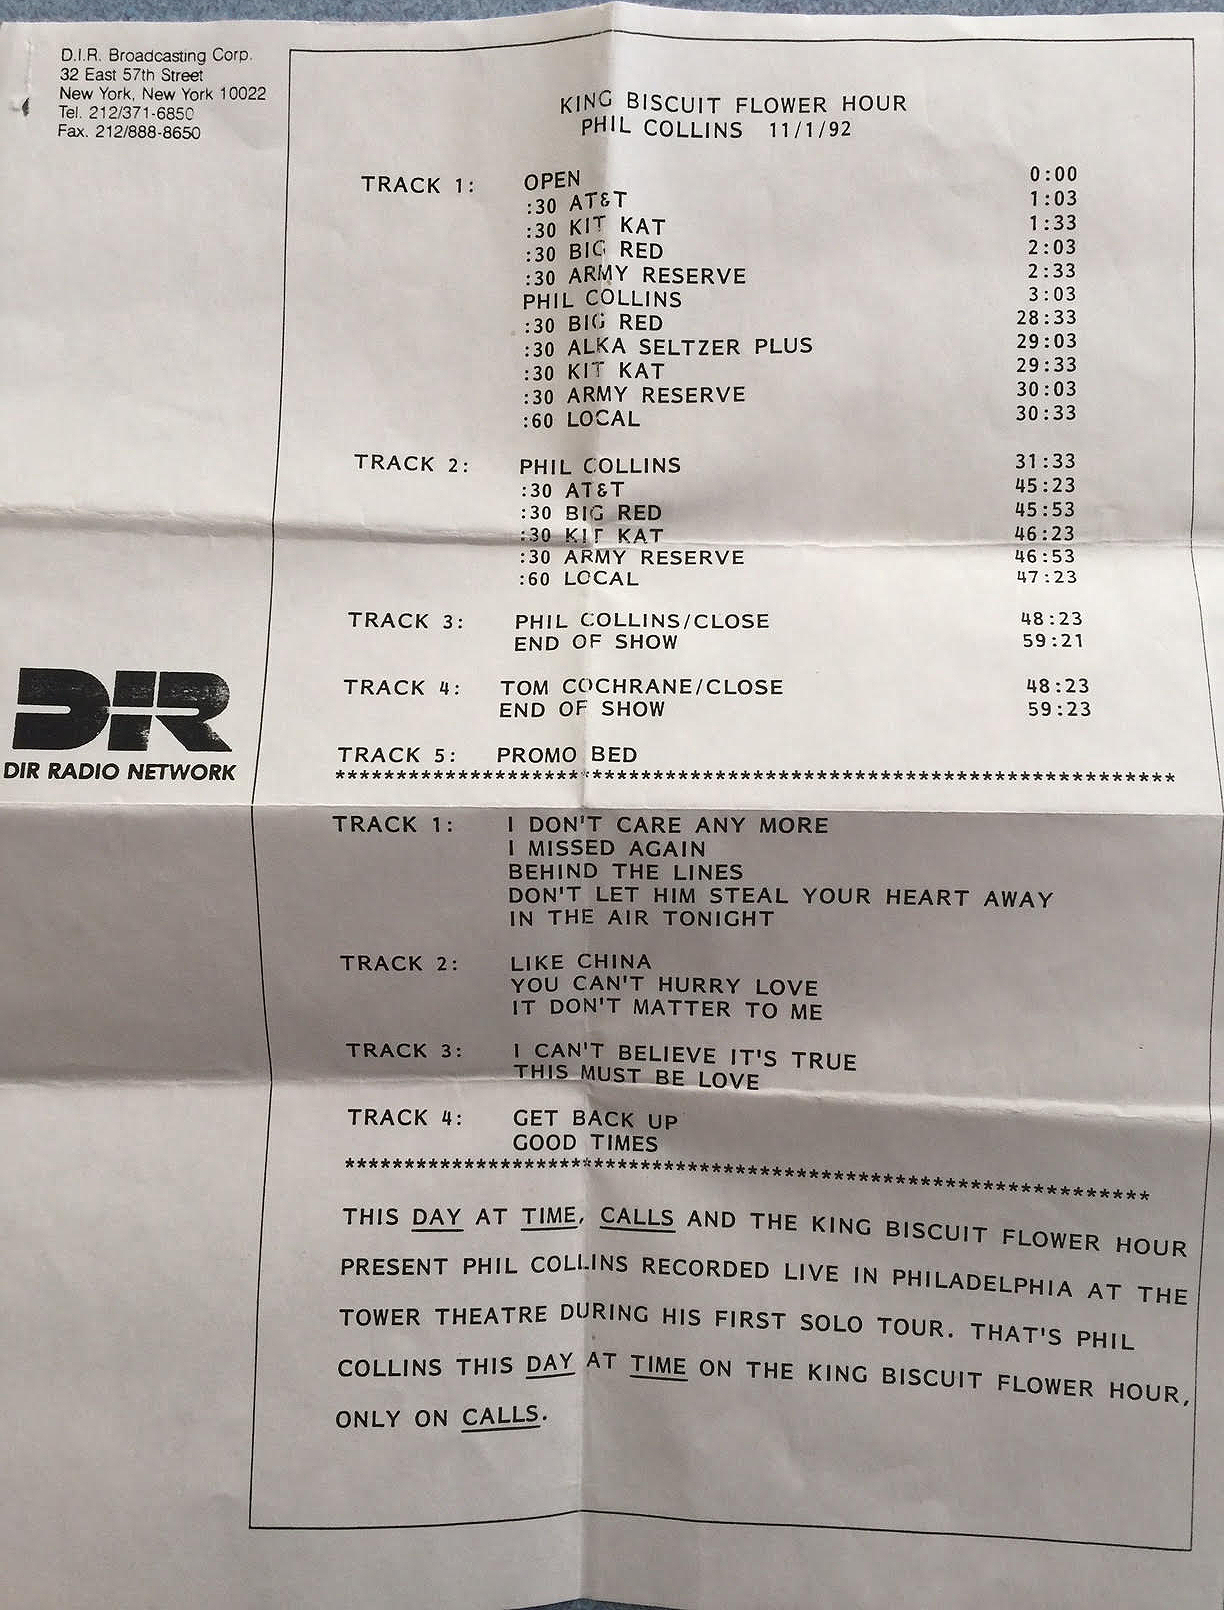 D.I.R. Broadcasting Corp.
32 East 57th Street
New York, New York 10022
Tel. 212/371-6850
Fax. 212/888-8650
KING BISCUIT FLOWER HOUR
PHIL COLLINS 11/1/92
TRACK 1: OPEN 0:00
:30 AT&T 1:03
:30 KIT KAT 1:33
:30 BIG RED 2:03
:30 ARMY RESERVE 2:33
PHIL COLLINS 3:03
:30 BIG RED 28:33
:30 ALKA SELTZER PLUS 29:03
:30 KIT KAT 29:33
:30 ARMY RESERVE 30:03
:60 LOCAL 30:33
TRACK 2: PHIL COLLINS 31:33
:30 AT&T 45:23
:30 BIG RED 45:53
:30 KIT KAT 46:23
:30 ARMY RESERVE 46:53
:60 LOCAL 47:23
TRACK 3: PHIL COLLINS/CLOSE 48:23
END OF SHOW 59:21
TRACK 4: TOM COCHRANE/CLOSE 48:23
END OF SHOW 59:23
DIR
DIR RADIO NETWORK
TRACK 5: PROMO BED
********************************************************************************
TRACK 1: I DON'T CARE ANY MORE
I MISSED AGAIN
BEHIND THE LINES
DON'T LET HIM STEAL YOUR HEART AWAY
IN THE AIR TONIGHT
TRACK 2: LIKE CHINA
YOU CAN'T HURRY LOVE
IT DON'T MATTER TO ME
TRACK 3: I CAN'T BELIEVE IT'S TRUE
THIS MUST BE LOVE
TRACK 4: GET BACK UP
GOOD TIMES
********************************************************************************
THIS DAY AT TIME, CALLS AND THE KING BISCUIT FLOWER HOUR
PRESENT PHIL COLLINS RECORDED LIVE IN PHILADELPHIA AT THE
TOWER THEATRE DURING HIS FIRST SOLO TOUR. THAT'S PHIL
COLLINS THIS DAY AT TIME ON THE KING BISCUIT FLOWER HOUR,
ONLY ON CALLS.